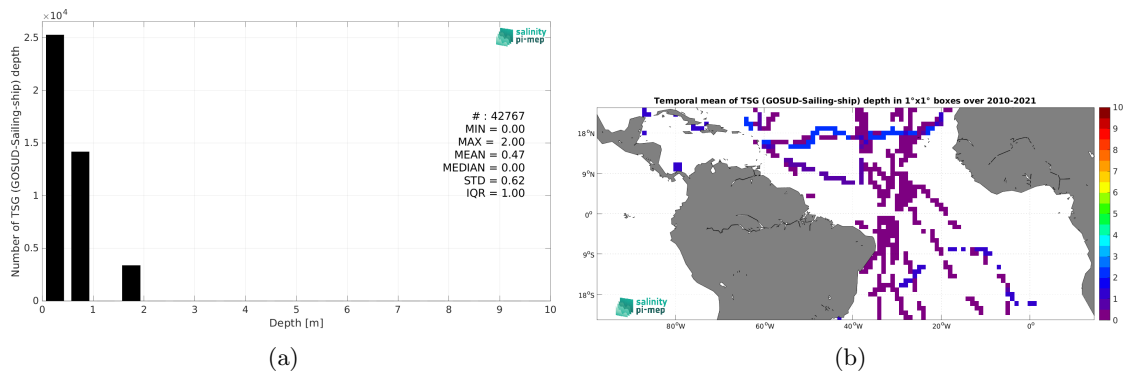 ×10⁴
2.5
2
1.5
1
0.5
0
Number of TSG (GOSUD-Sailing-ship) depth
0 1 2 3 4 5 6 7 8 9 10
Depth [m]
salinity
pi-mep
# : 42767
MIN = 0.00
MAX = 2.00
MEAN = 0.47
MEDIAN = 0.00
STD = 0.62
IQR = 1.00
(a)
Temporal mean of TSG (GOSUD-Sailing-ship) depth in 1°x1° boxes over 2010-2021
18°N
9°N
0°
9°S
18°S
80°W 60°W 40°W 20°W 0°
salinity
pi-mep
10
9
8
7
6
5
4
3
2
1
0
(b)